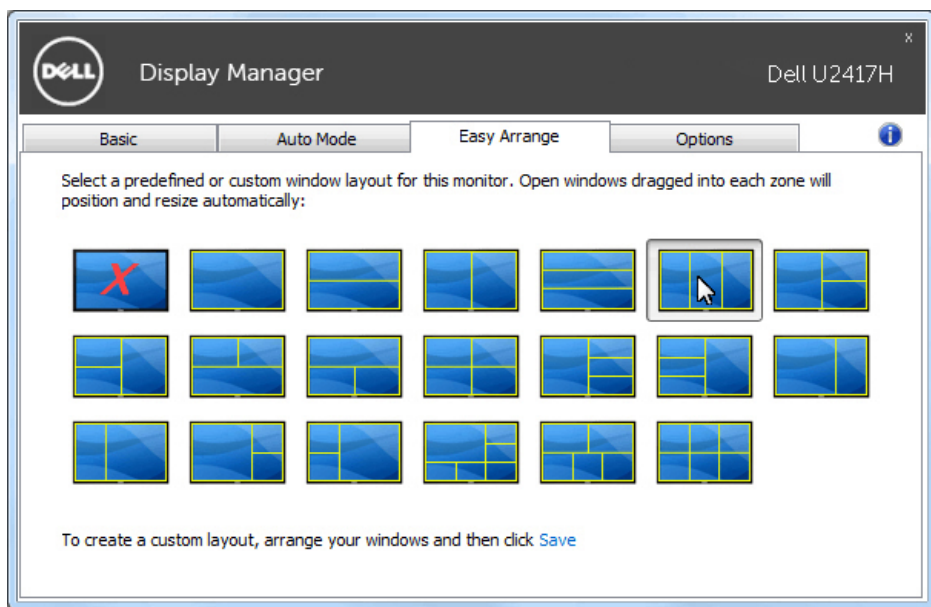 x
DELL
Display Manager
Dell U2417H
Basic
Auto Mode
Easy Arrange
Options
Select a predefined or custom window layout for this monitor. Open windows dragged into each zone will
position and resize automatically:
To create a custom layout, arrange your windows and then click Save